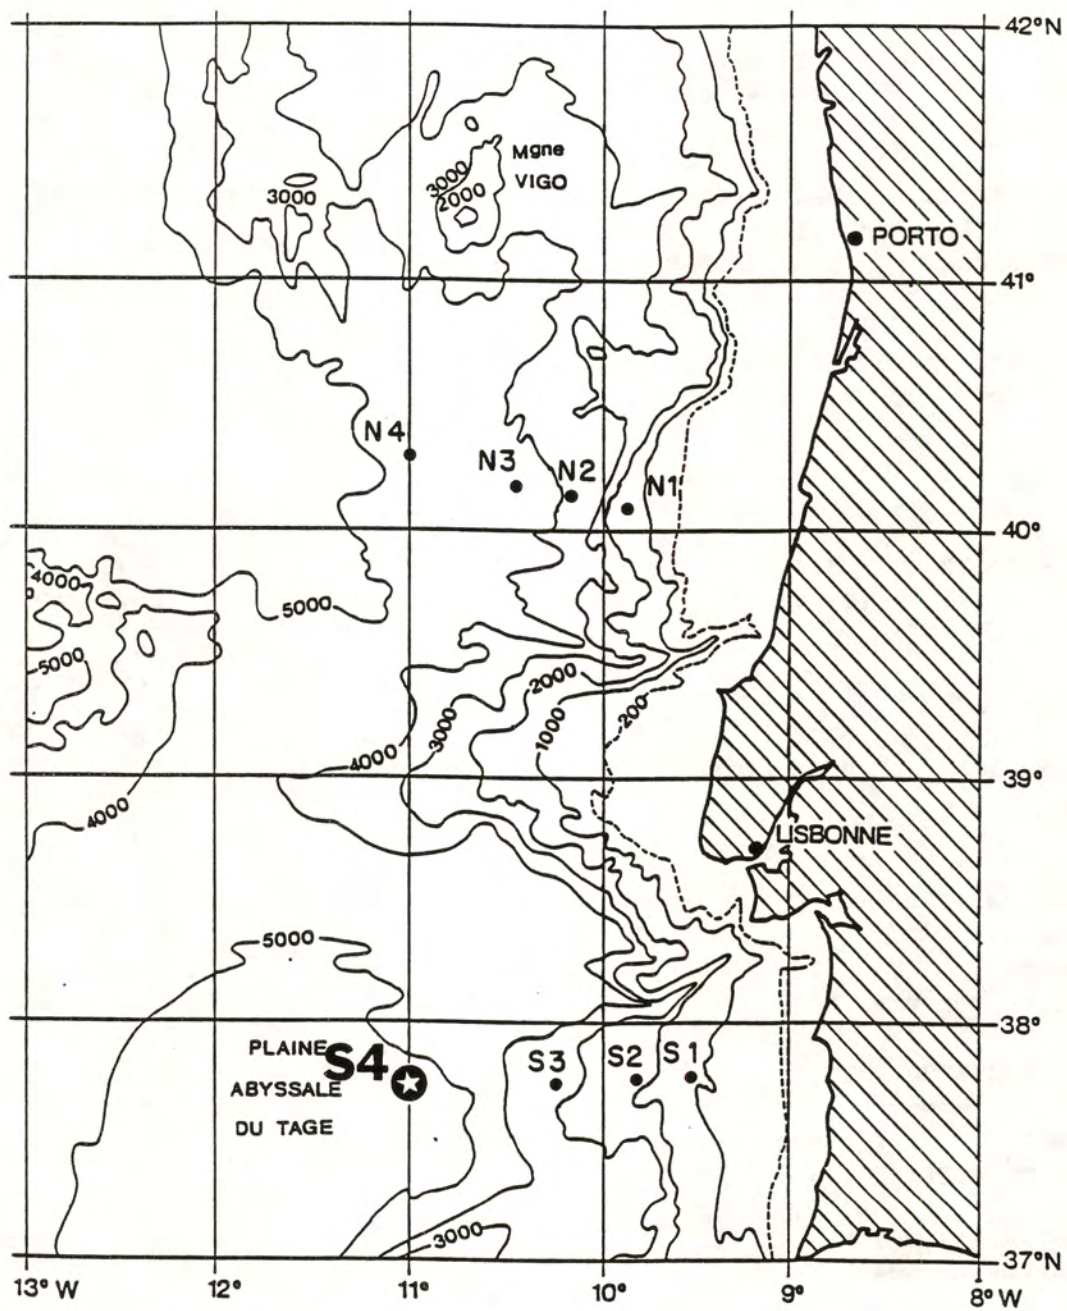 42°N
Mgne
VIGO
3000
2000
3000
PORTO
41°
N4
N3
N2
N1
40°
4000
5000
5000
2000
200
1000
3000
4000
39°
4000
LISBONNE
5000
38°
PLAINE
S4
ABYSSALE
DU TAGE
S3
S2
S1
3000
37°N
13° W
12°
11°
10°
9°
8° W